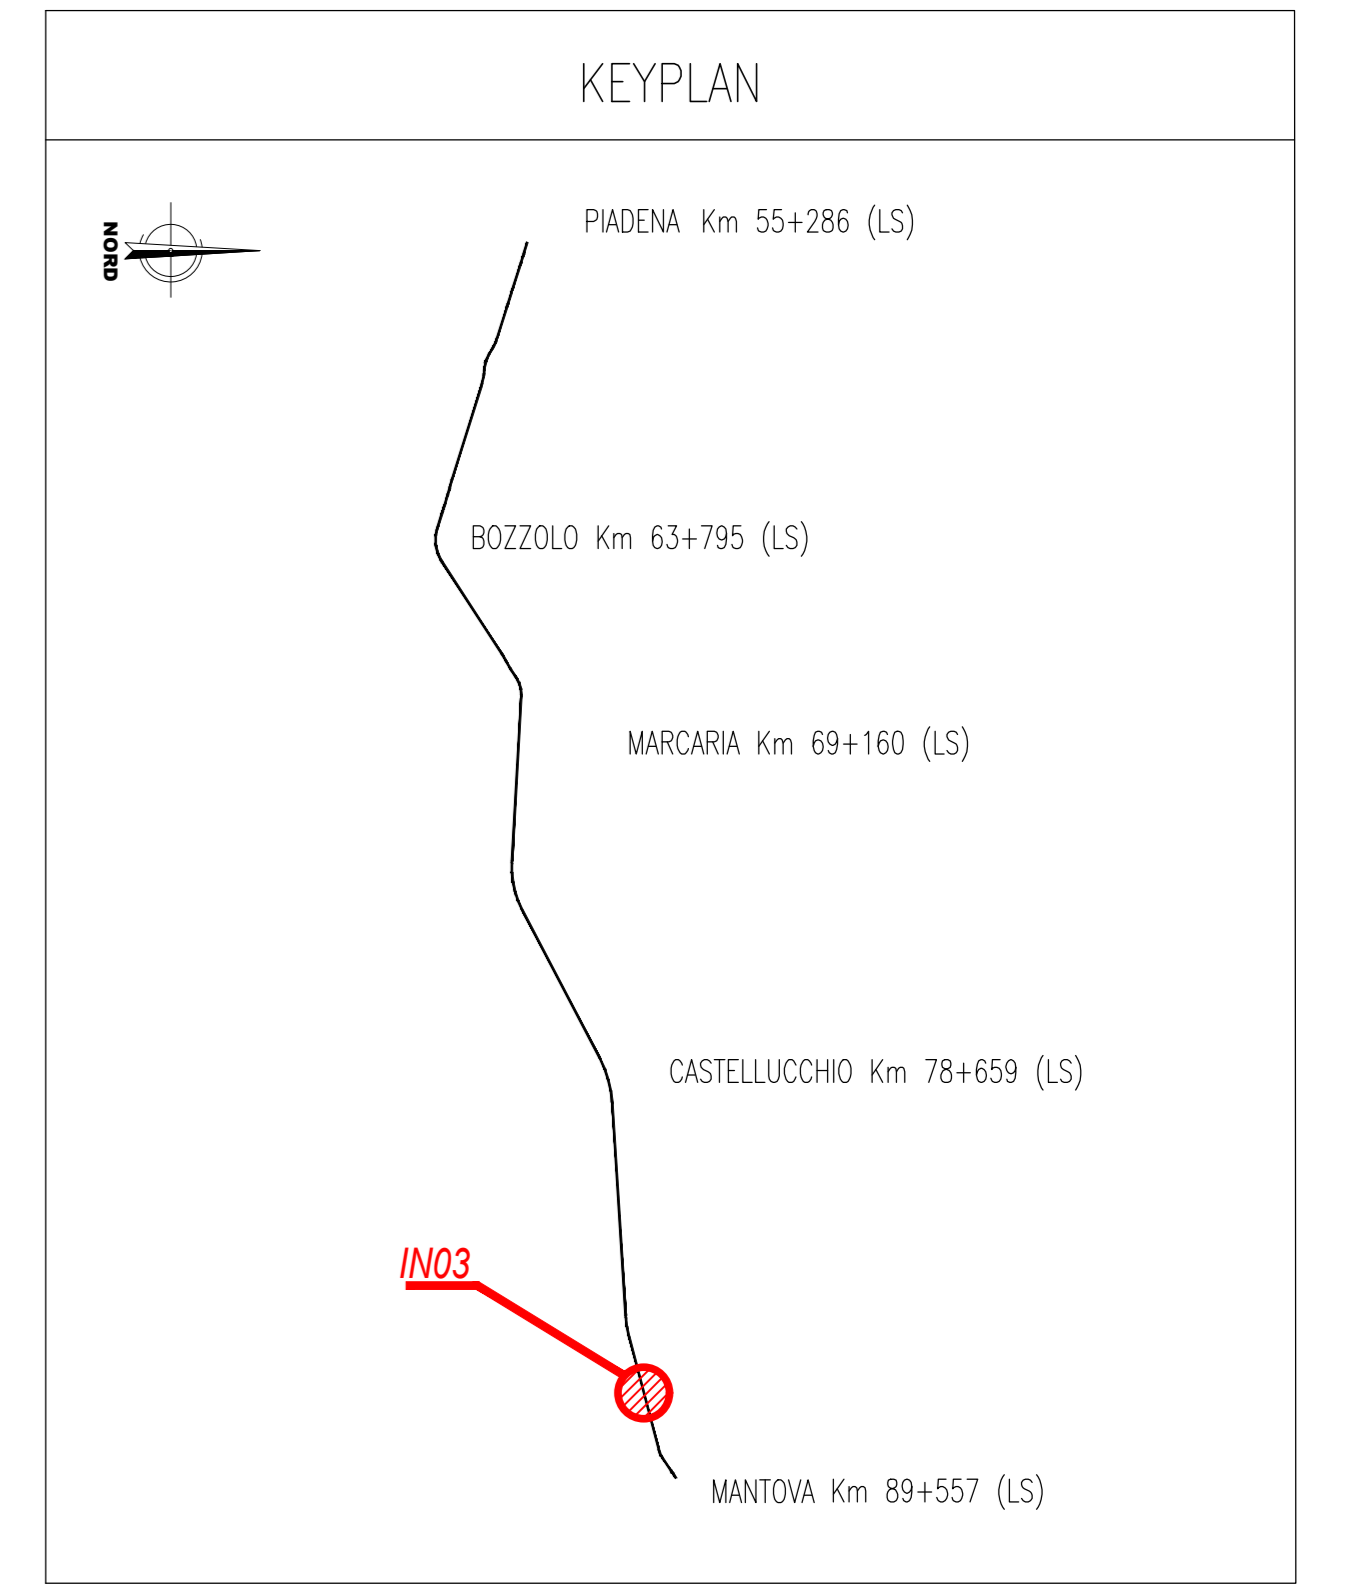 KEYPLAN
PIADENA Km 55+286 (LS)
NORD
BOZZOLO Km 63+795 (LS)
MARCARIA Km 69+160 (LS)
CASTELLUCCHIO Km 78+659 (LS)
IN03
MANTOVA Km 89+557 (LS)